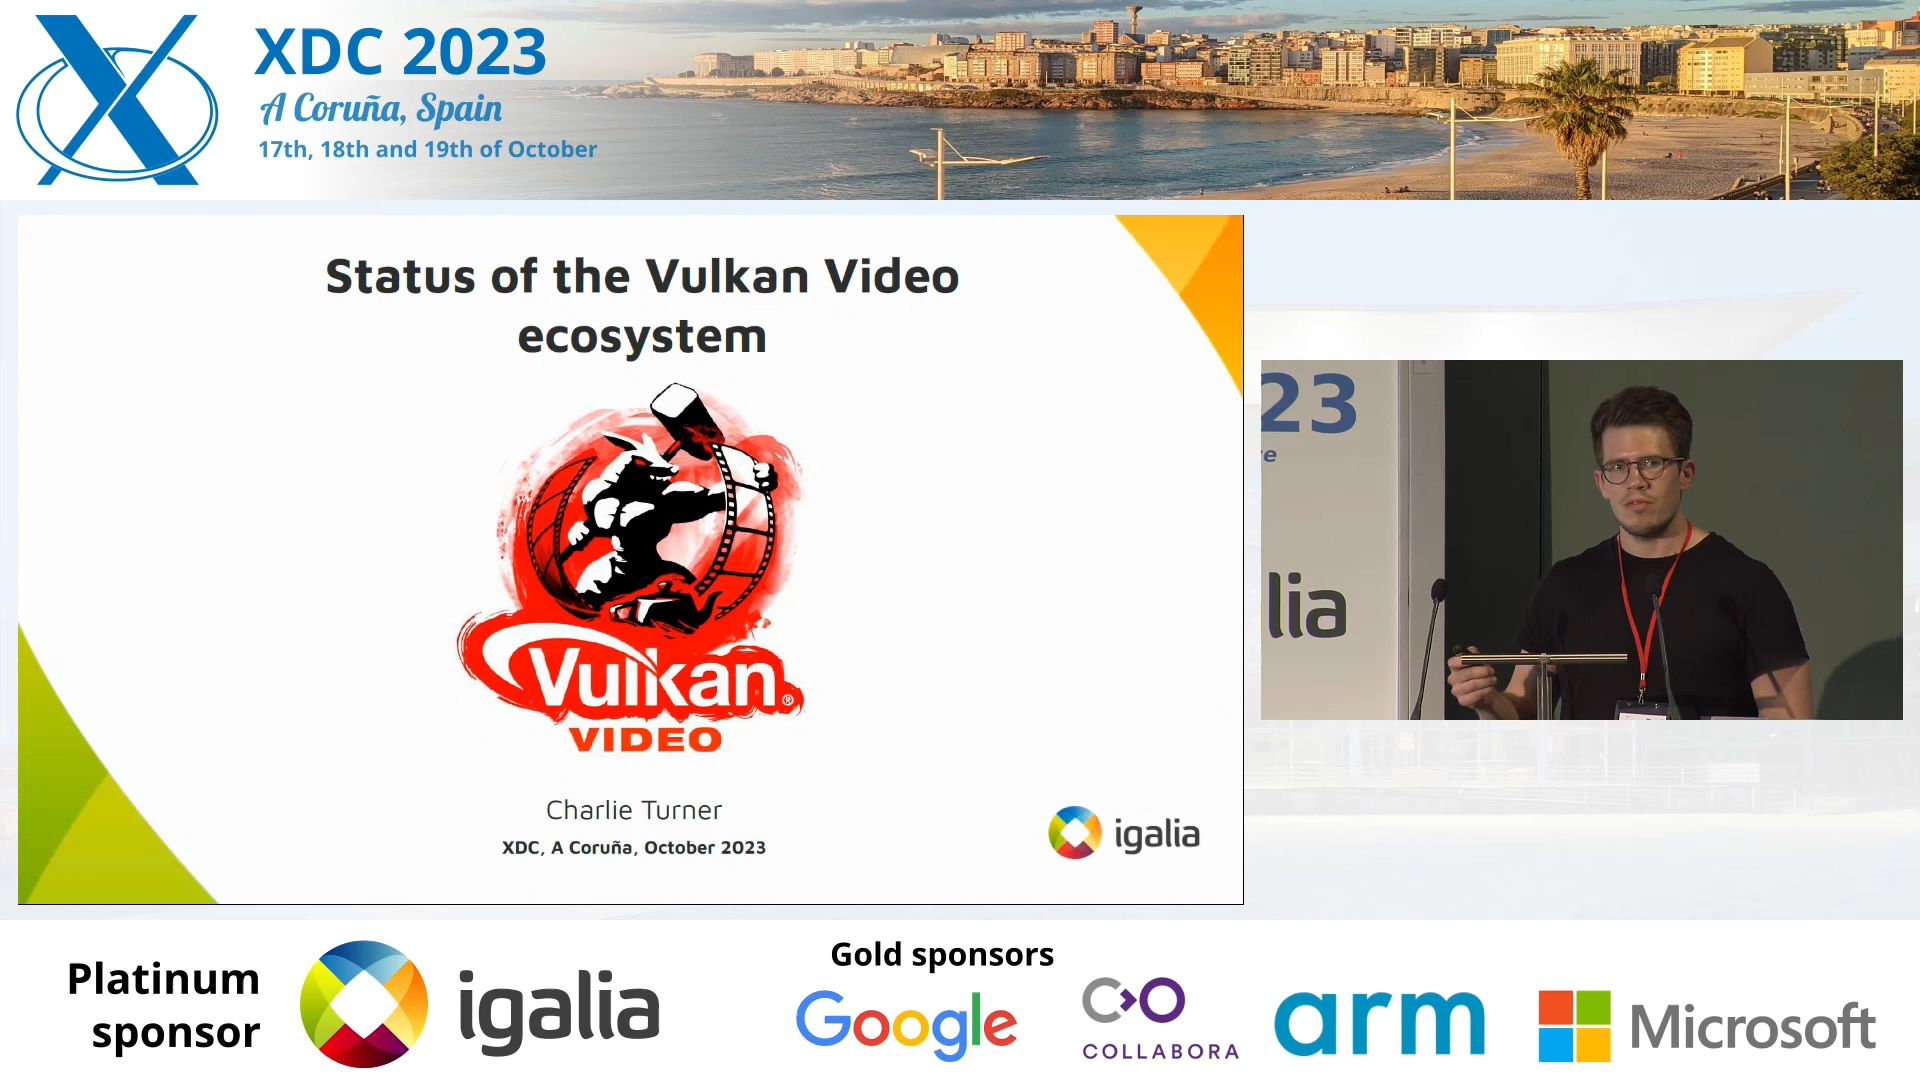 XDC 2023
A Coruña, Spain
17th, 18th and 19th of October
Status of the Vulkan Video
ecosystem
Vulkan®
VIDEO
Charlie Turner
XDC, A Coruña, October 2023
igalia
23
re
lia
Platinum
sponsor
igalia
Gold sponsors
Google
COLLABORA
arm
Microsoft